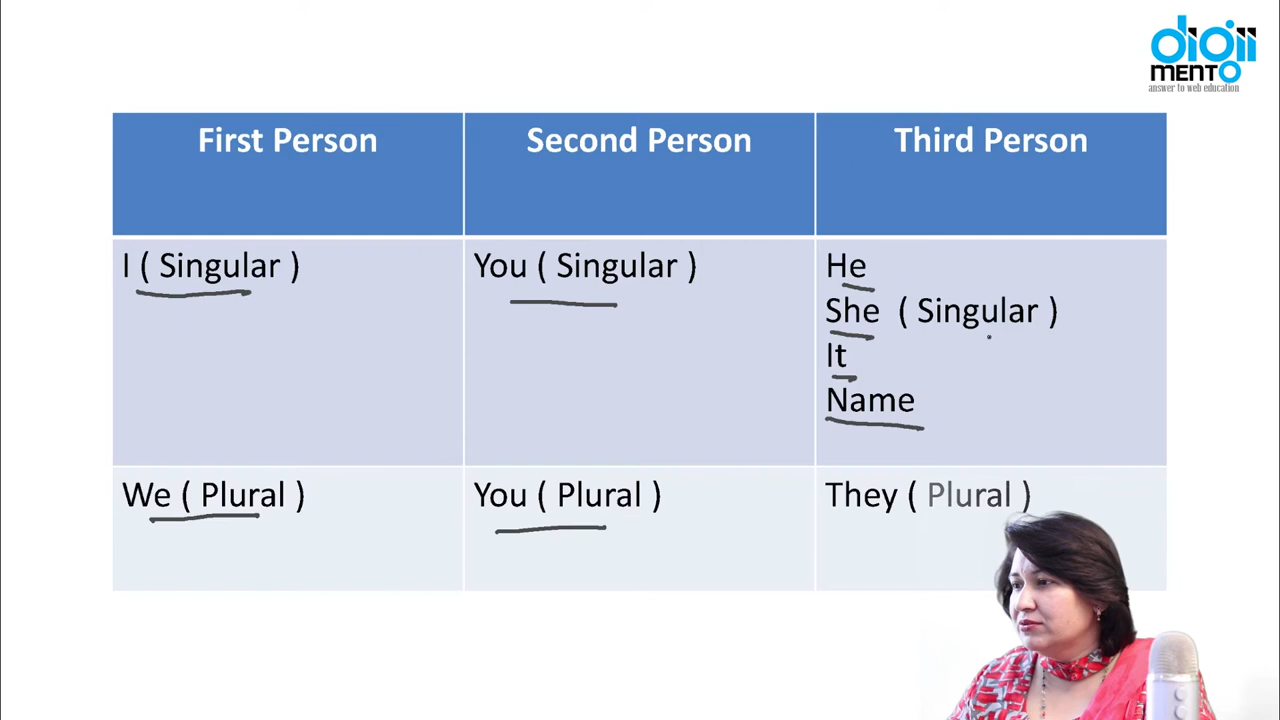 digii
MENTO
answer to web education
First Person Second Person Third Person
I ( Singular ) You ( Singular ) He
She ( Singular )
It
Name
We ( Plural ) You ( Plural ) They ( Plural )